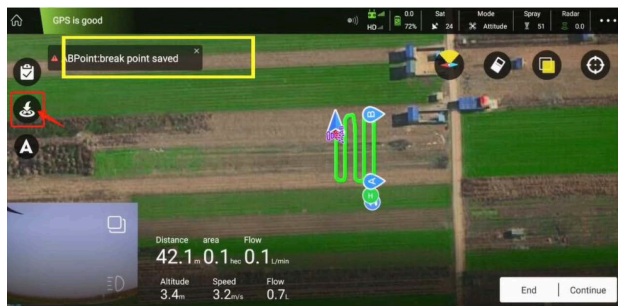 GPS is good
0.0 Sat Mode Spray Radar
HD 72% 24 Attitude 51 0.0
ABPoint:break point saved
B
A
A
H
Distance area Flow
42.1m 0.1hec 0.1L/min
Altitude Speed Flow
3.4m 3.2m/s 0.7L
End Continue